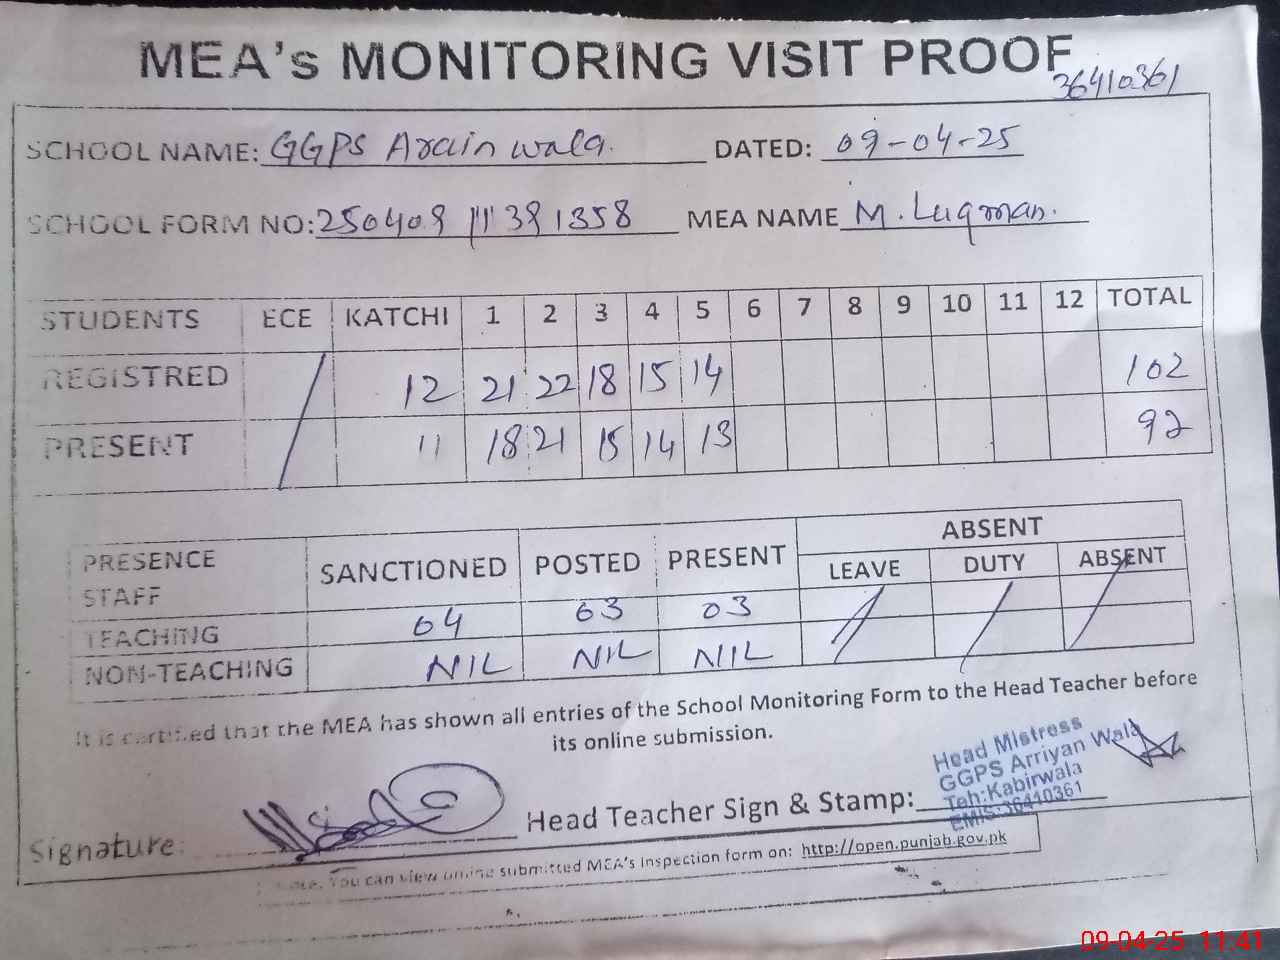 MEA's MONITORING VISIT PROOF
36410361
SCHOOL NAME: GGPS Arainwala. DATED: 09-04-25
SCHOOL FORM NO: 250409 11391358 MEA NAME M. Luqman.
STUDENTS ECE KATCHI 1 2 3 4 5 6 7 8 9 10 11 12 TOTAL
REGISTRED 12 21 22 18 15 14 102
PRESENT 11 18 21 15 14 13 92
PRESENCE STAFF SANCTIONED POSTED PRESENT ABSENT
LEAVE DUTY ABSENT
TEACHING 04 03 03
NON-TEACHING NIL NIL NIL
It is certified that the MEA has shown all entries of the School Monitoring Form to the Head Teacher before
its online submission.
Head Mistress
GGPS Arriyan Wala
Teh:Kabirwala
EMIS:36410361
Signature: Head Teacher Sign & Stamp:
Note. You can view online submitted MEA's Inspection form on: http://open.punjab.gov.pk
09-04-25 11:41